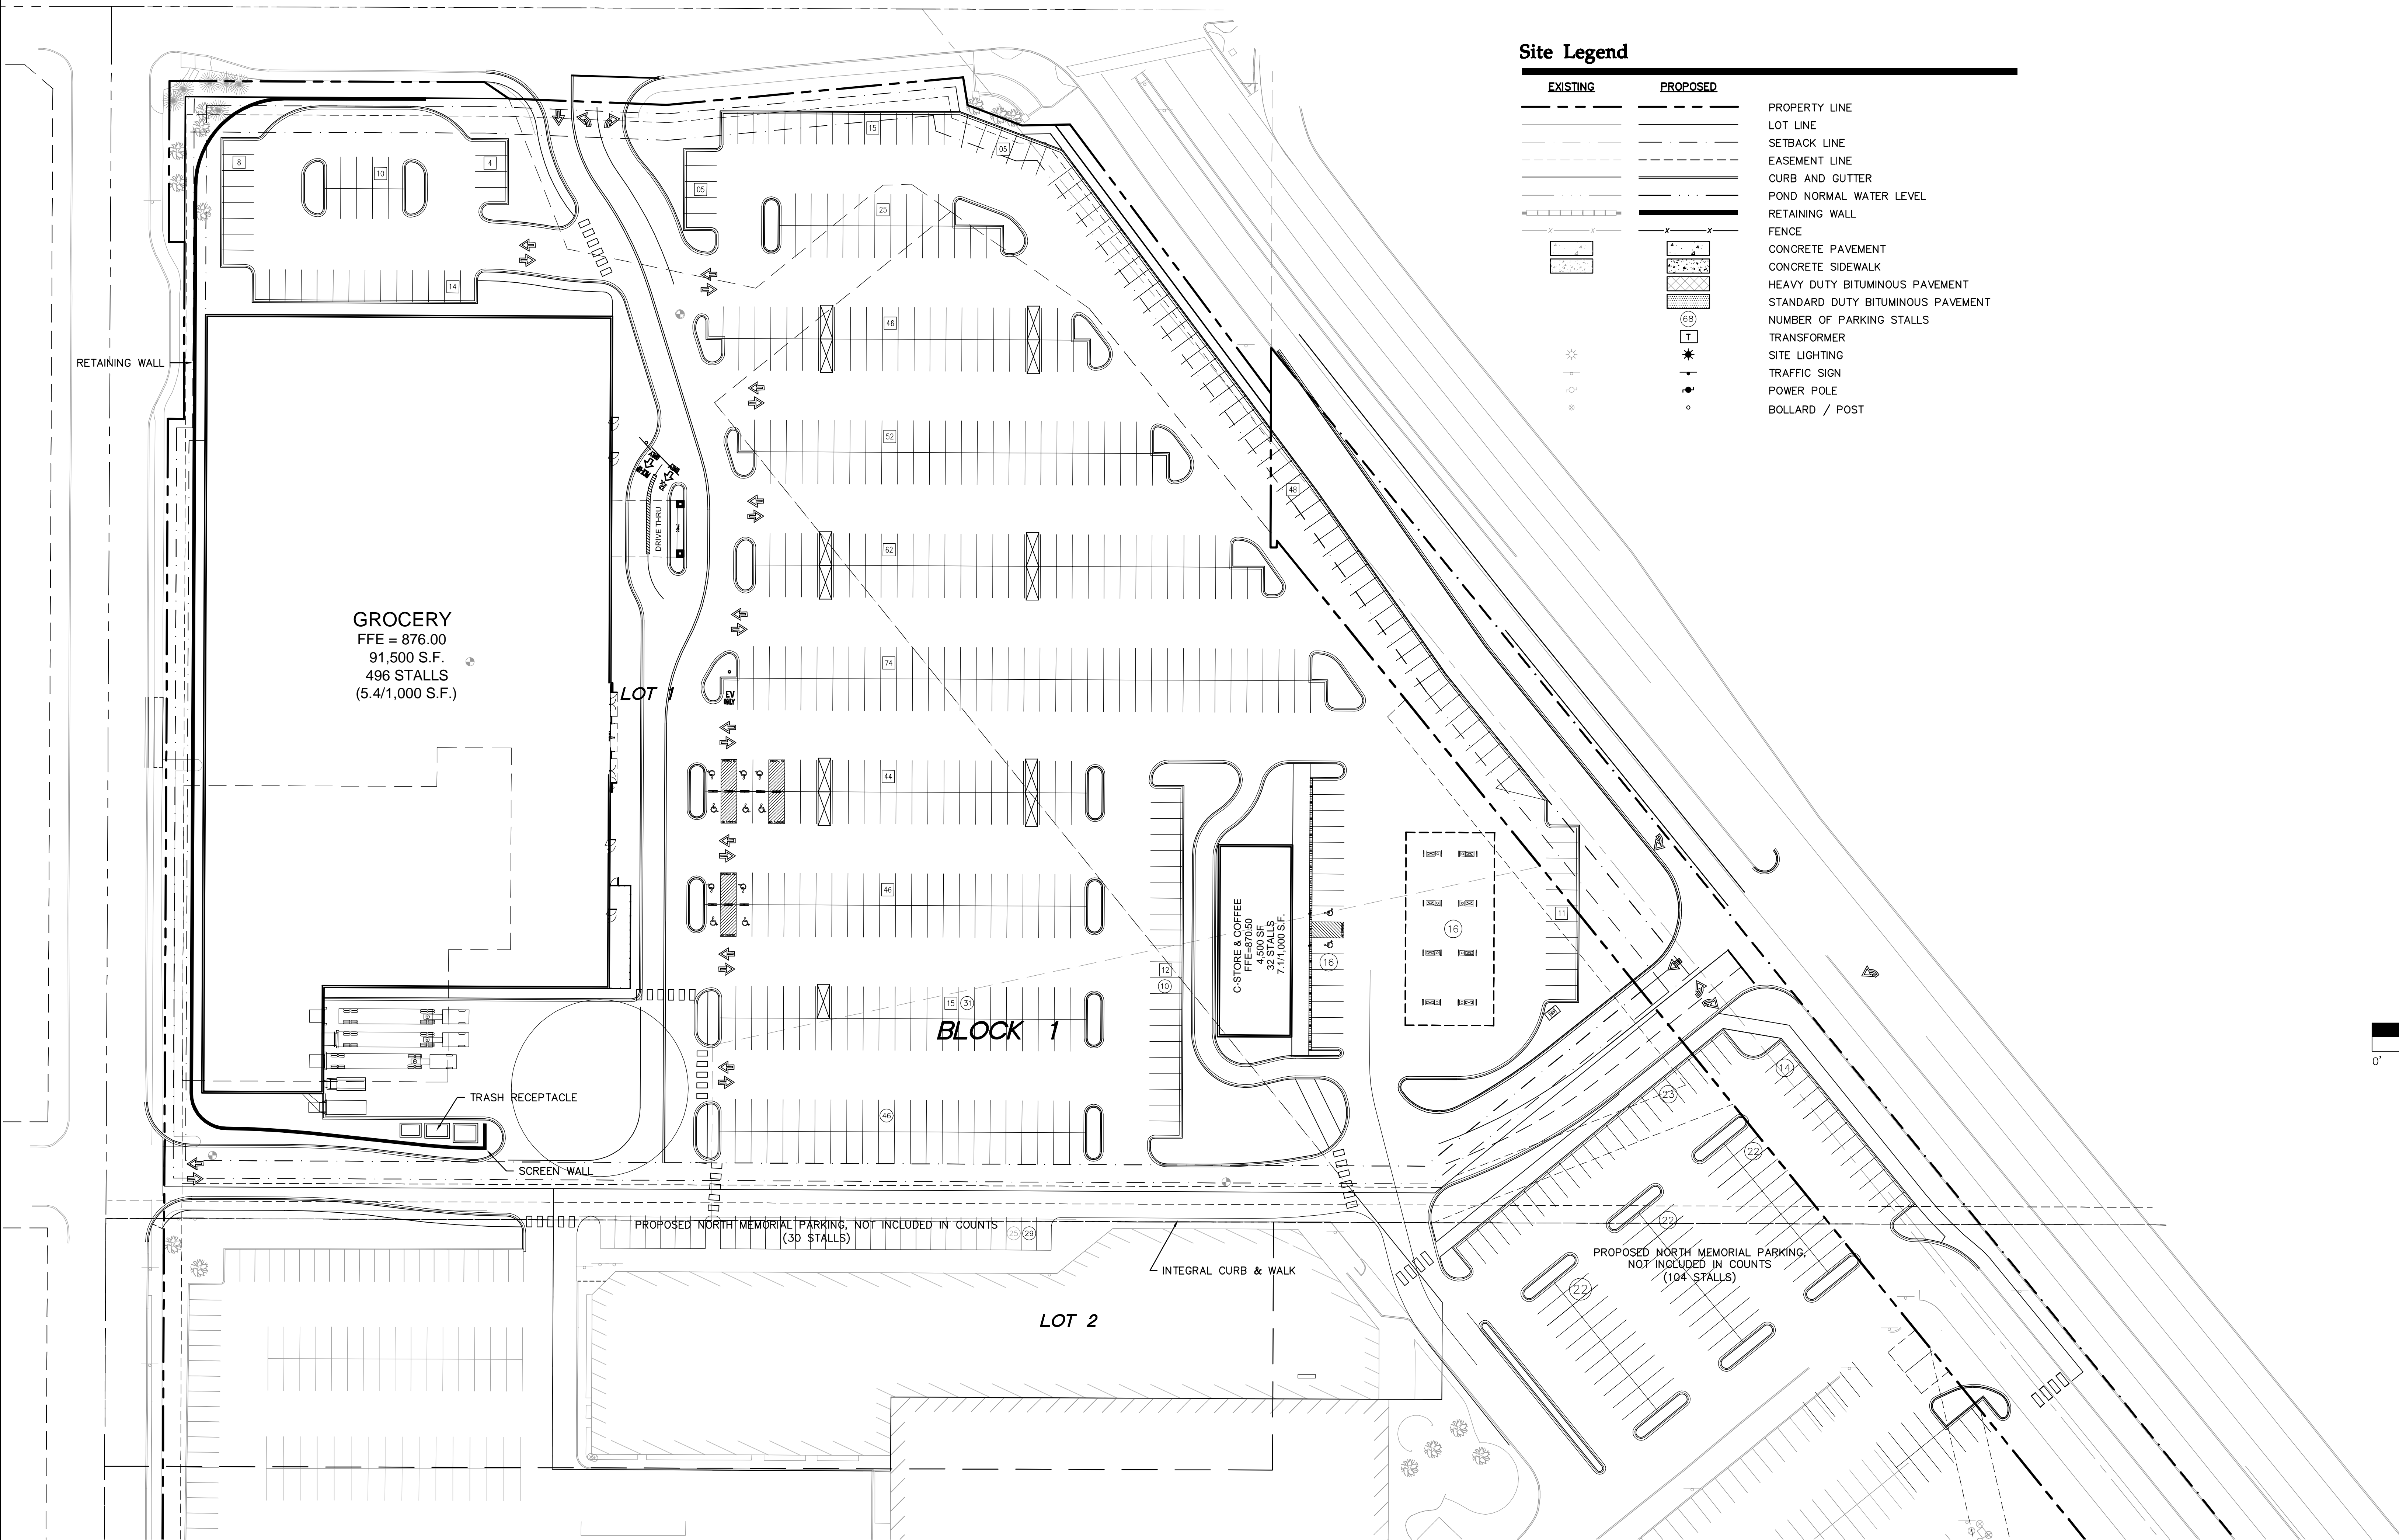 Site Legend
EXISTING PROPOSED
PROPERTY LINE
LOT LINE
SETBACK LINE
EASEMENT LINE
CURB AND GUTTER
POND NORMAL WATER LEVEL
RETAINING WALL
x x x x FENCE
CONCRETE PAVEMENT
CONCRETE SIDEWALK
HEAVY DUTY BITUMINOUS PAVEMENT
STANDARD DUTY BITUMINOUS PAVEMENT
68 NUMBER OF PARKING STALLS
T TRANSFORMER
SITE LIGHTING
TRAFFIC SIGN
POWER POLE
BOLLARD / POST
15
05
8
10
4
05
25
14
46
RETAINING WALL
52
48
DRIVE THRU
62
GROCERY
FFE = 876.00
91,500 S.F.
496 STALLS
(5.4/1,000 S.F.)
LOT 1
74
EV
ONLY
44
46
C-STORE & COFFEE
FFE=870.50
4,500 SF
32 STALLS
7.1/1,000 S.F.
11
16
16
12
10
15 31
BLOCK 1
0'
14
23
TRASH RECEPTACLE
46
22
SCREEN WALL
22
PROPOSED NORTH MEMORIAL PARKING, NOT INCLUDED IN COUNTS
(30 STALLS)
25 29
PROPOSED NORTH MEMORIAL PARKING,
NOT INCLUDED IN COUNTS
(104 STALLS)
INTEGRAL CURB & WALK
22
LOT 2